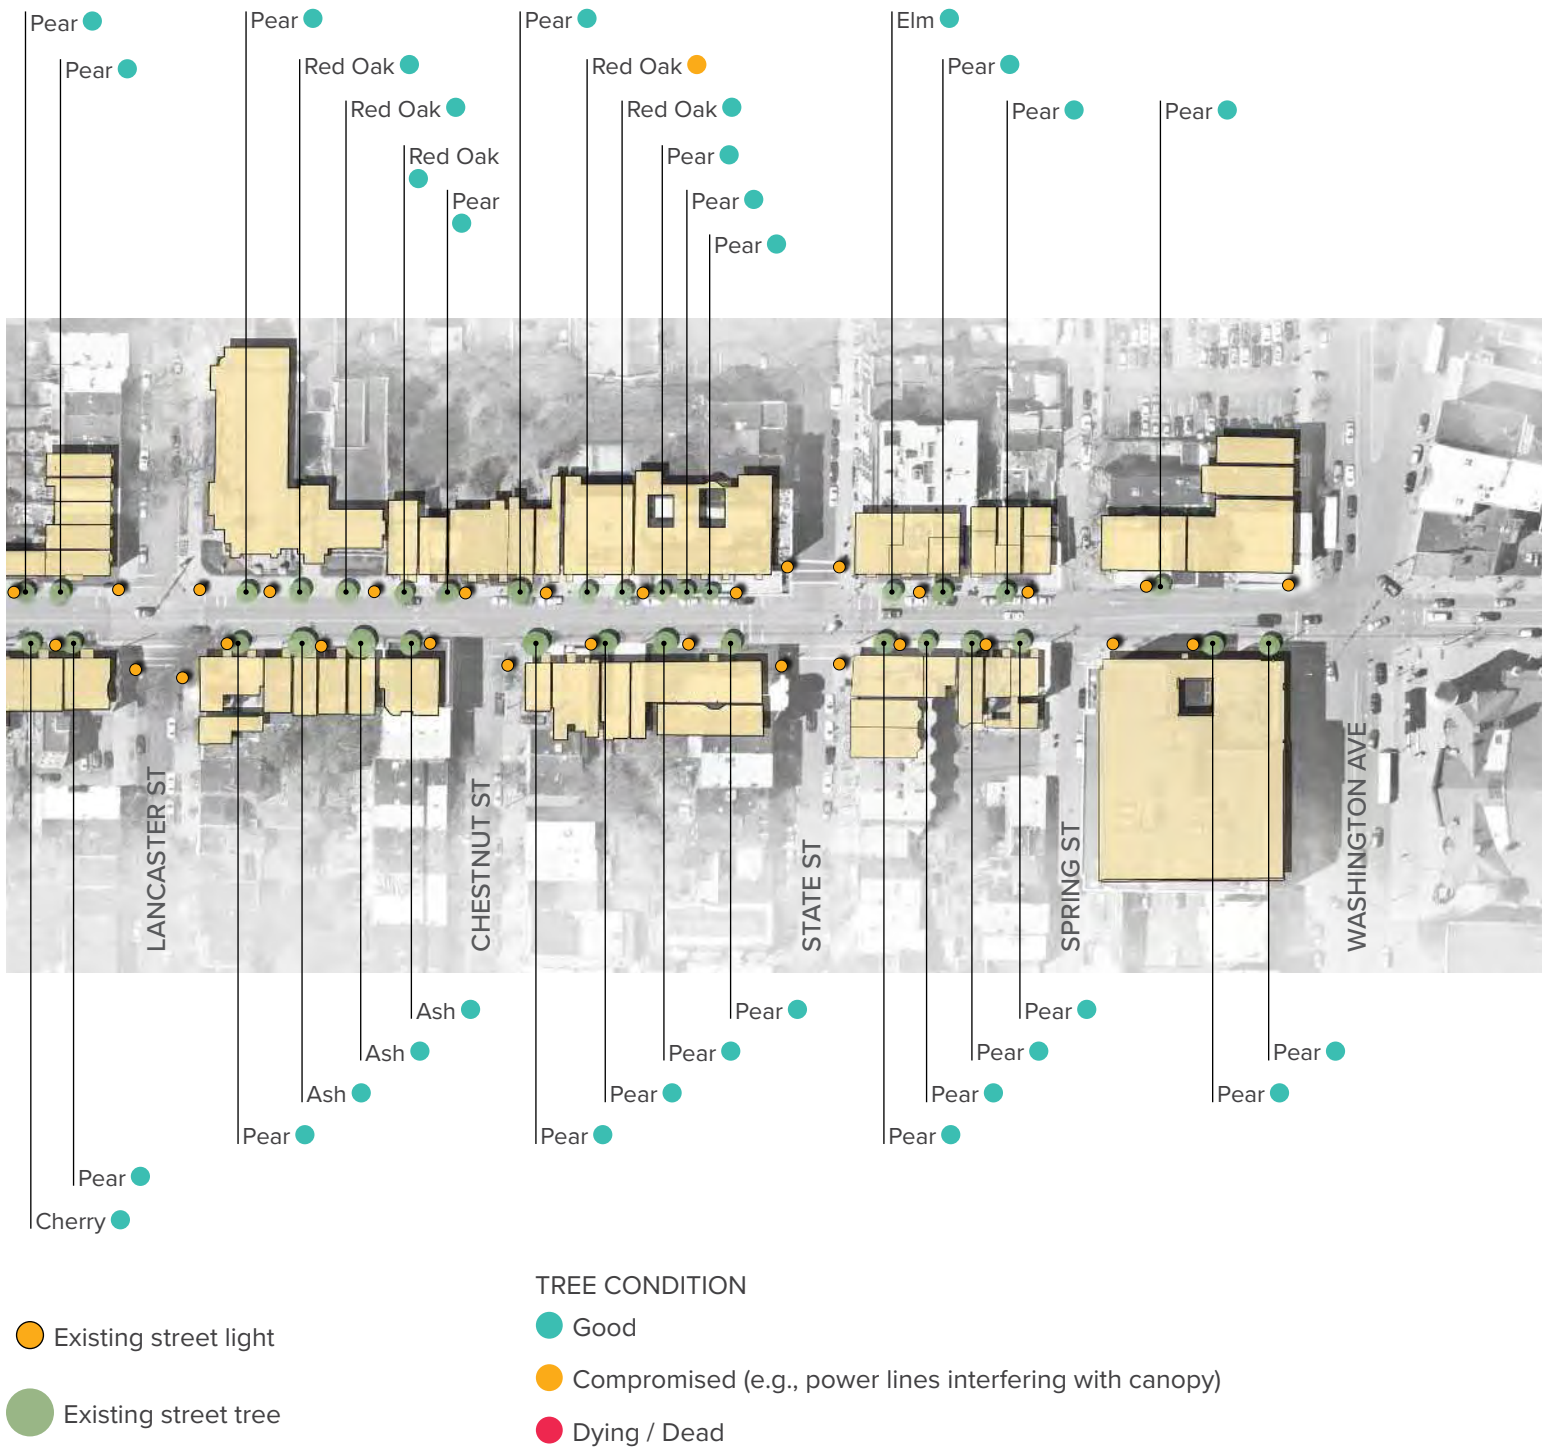 Pear
Pear
Pear
Elm
Pear
Pear
Red Oak
Red Oak
Pear
Red Oak
Red Oak
Pear
Pear
Red Oak
Pear
Pear
Pear
Pear
LANCASTER ST
CHESTNUT ST
STATE ST
SPRING ST
WASHINGTON AVE
Ash
Pear
Pear
Ash
Pear
Pear
Pear
Ash
Pear
Pear
Pear
Pear
Pear
Pear
Pear
Cherry
TREE CONDITION
Good
Existing street light
Compromised (e.g., power lines interfering with canopy)
Existing street tree
Dying / Dead